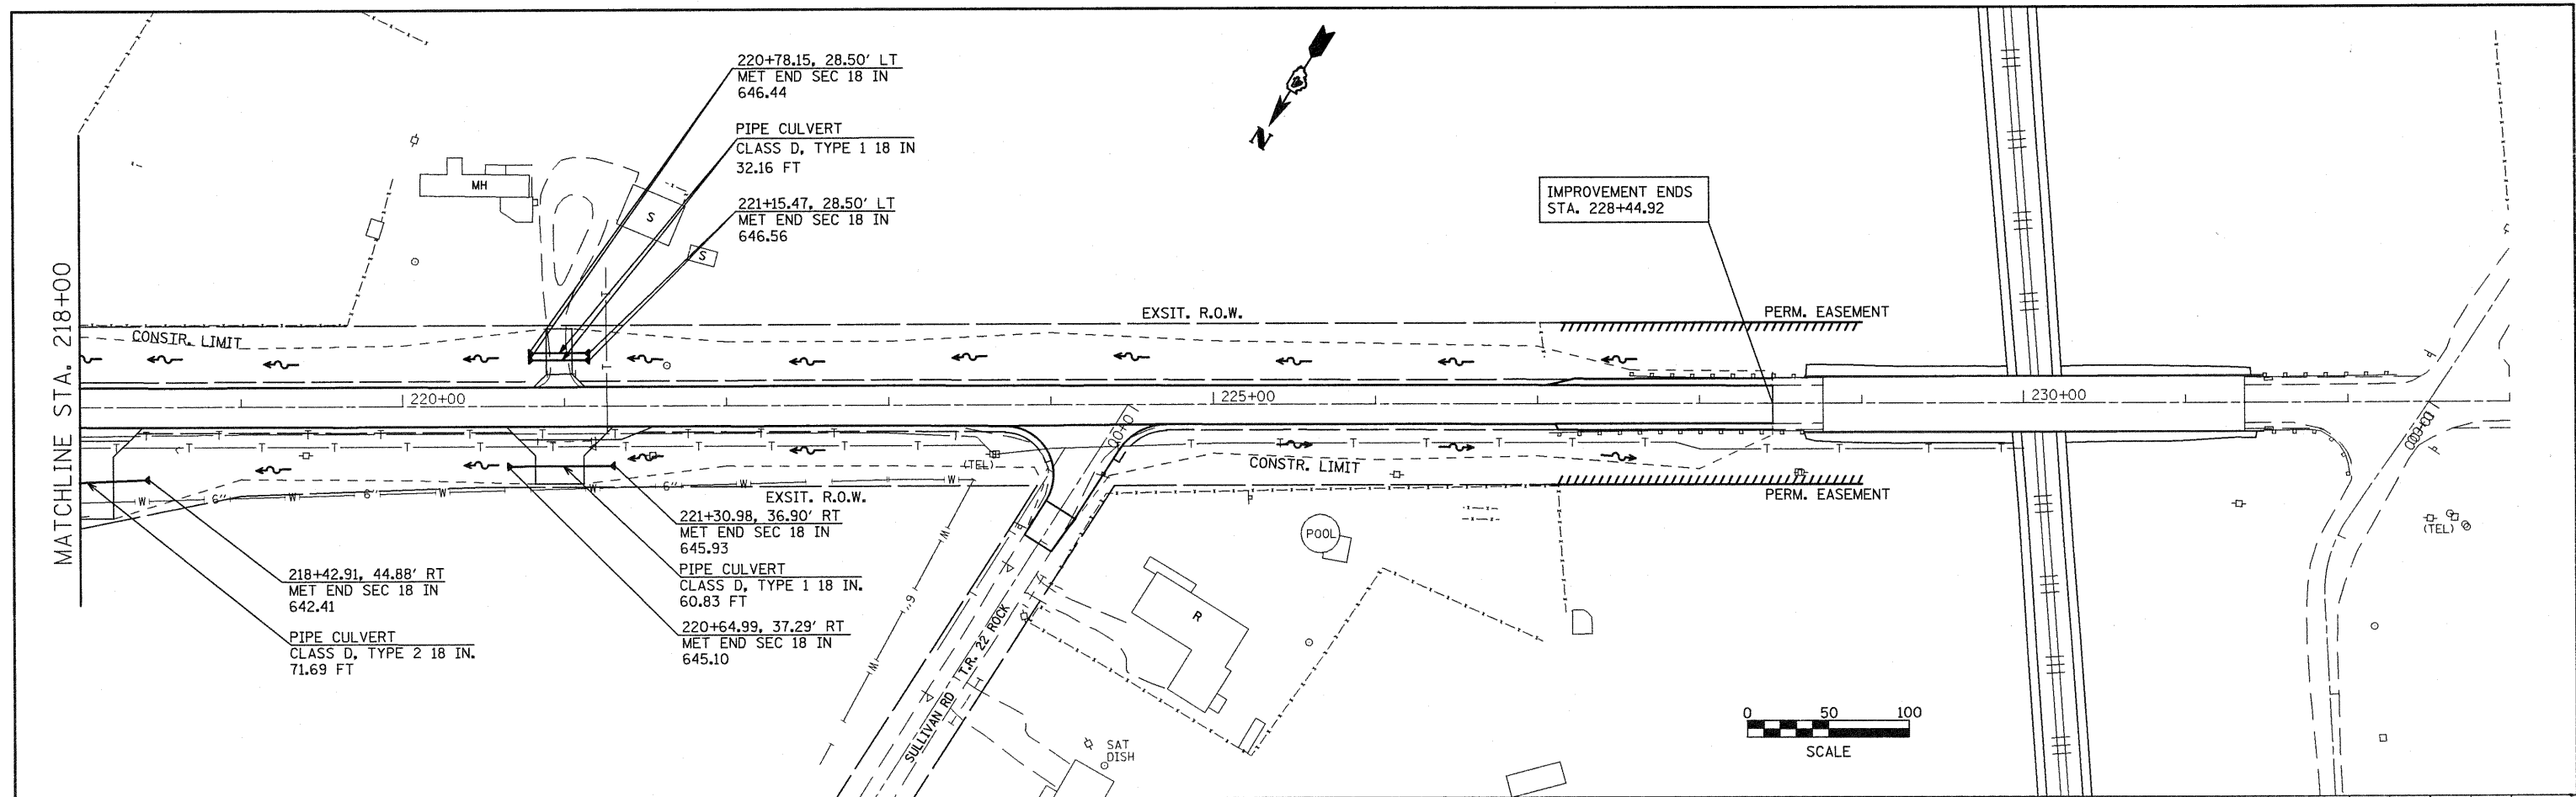 220+78.15, 28.50' LT
MET END SEC 18 IN
646.44
PIPE CULVERT
CLASS D, TYPE 1 18 IN
32.16 FT
221+15.47, 28.50' LT
MET END SEC 18 IN
646.56
N
IMPROVEMENT ENDS
STA. 228+44.92
MH
S
S
MATCHLINE STA. 218+00
CONSTR. LIMIT
EXSIT. R.O.W.
PERM. EASEMENT
220+00
225+00
230+00
(TEL)
CONSTR. LIMIT
W
6"
W
6"
W
W
6"
W
W
W
W
6"
W
EXSIT. R.O.W.
PERM. EASEMENT
221+30.98, 36.90' RT
MET END SEC 18 IN
645.93
PIPE CULVERT
CLASS D, TYPE 1 18 IN.
60.83 FT
220+64.99, 37.29' RT
MET END SEC 18 IN
645.10
218+42.91, 44.88' RT
MET END SEC 18 IN
642.41
PIPE CULVERT
CLASS D, TYPE 2 18 IN.
71.69 FT
POOL
(TEL)
R
SULLIVAN RD
T.R. 22 ROCK
SAT
DISH
0 50 100
SCALE